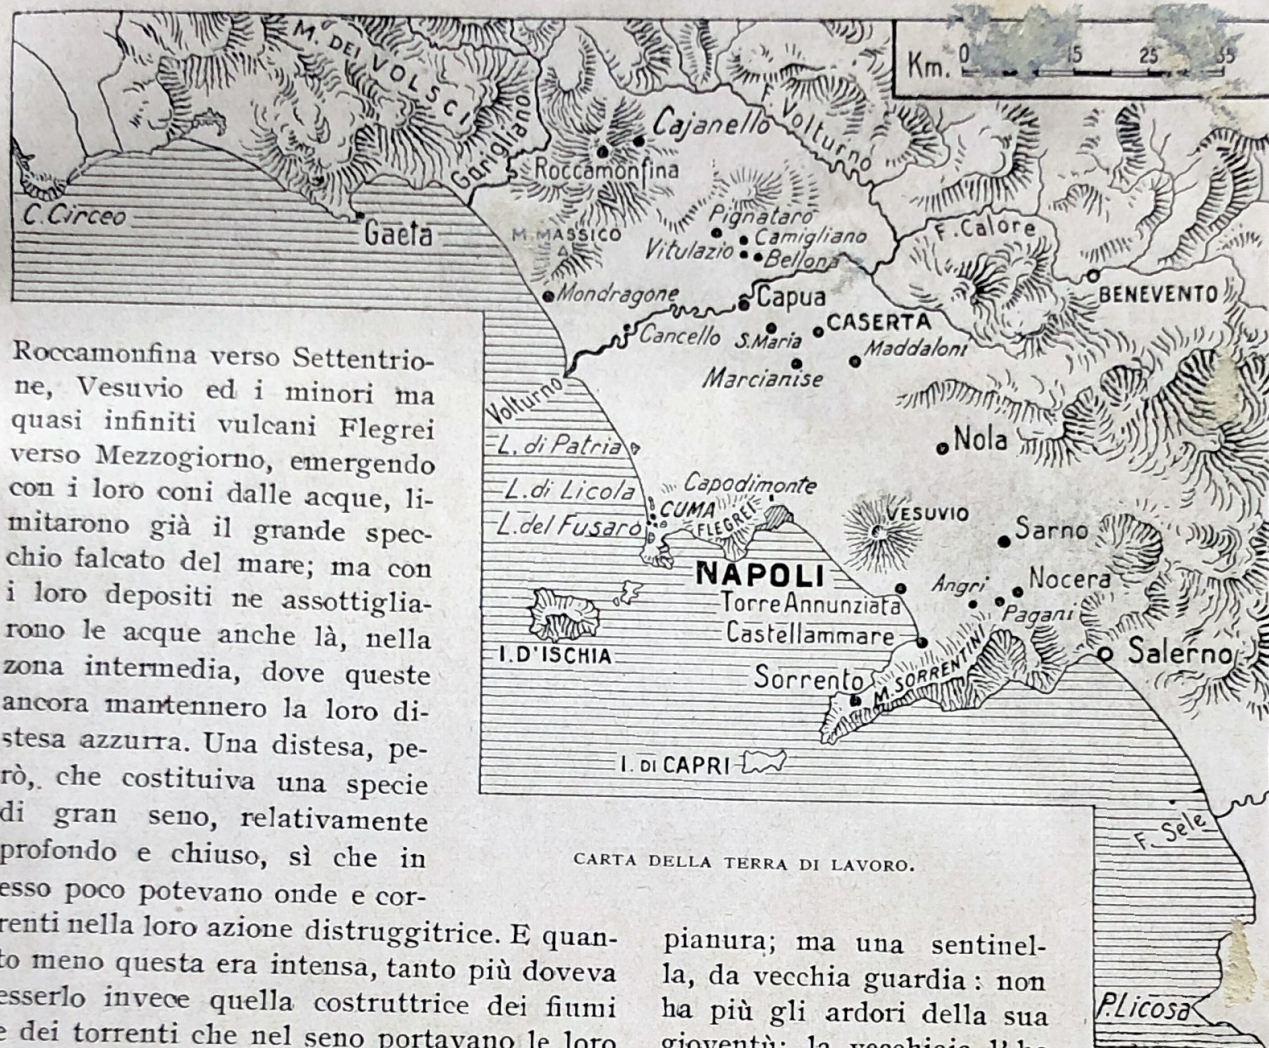 Km. 0 15 25 35
M. DEI VOLSCI
Garigliano
Cajanello
F. Volturno
Roccamonfina
C. Circeo
Gaeta
M. MASSICO
Pignataro
Camigliano
Vitulazio
Bellona
F. Calore
BENEVENTO
Mondragone
Capua
Cancello
S. Maria
CASERTA
Maddaloni
Marcianise
Volturno
L. di Patria
Nola
L. di Licola
Capodimonte
CUMA
FLEGREI
L. del Fusaro
VESUVIO
Sarno
NAPOLI
Angri
Nocera
Torre Annunziata
Pagani
Castellammare
I. D'ISCHIA
Salerno
Sorrento
M. SORRENTINI
I. DI CAPRI
F. Sele
P. Licosa
CARTA DELLA TERRA DI LAVORO.
Roccamonfina verso Settentrio-
ne, Vesuvio ed i minori ma
quasi infiniti vulcani Flegrei
verso Mezzogiorno, emergendo
con i loro coni dalle acque, li-
mitarono già il grande spec-
chio falcato del mare; ma con
i loro depositi ne assottiglia-
rono le acque anche là, nella
zona intermedia, dove queste
ancora mantennero la loro di-
stesa azzurra. Una distesa, pe-
rò, che costituiva una specie
di gran seno, relativamente
profondo e chiuso, sì che in
esso poco potevano onde e cor-
renti nella loro azione distruggitrice. E quan-
to meno questa era intensa, tanto più doveva
esserlo invece quella costruttrice dei fiumi
e dei torrenti che nel seno portavano le loro
pianura; ma una sentinel-
la, da vecchia guardia: non
ha più gli ardori della sua
gioventù; la vecchiaia l'ha